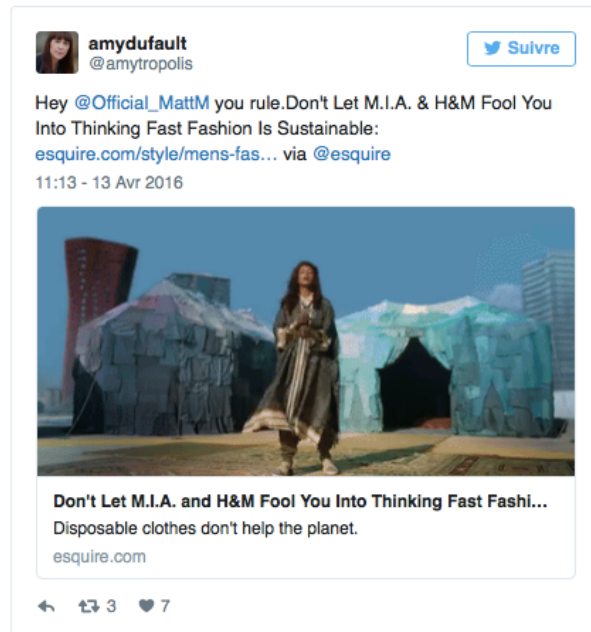 amydufault
@amytropolis
Suivre
Hey @Official_MattM you rule.Don't Let M.I.A. & H&M Fool You
Into Thinking Fast Fashion Is Sustainable:
esquire.com/style/mens-fas... via @esquire
11:13 - 13 Avr 2016
Don't Let M.I.A. and H&M Fool You Into Thinking Fast Fashi...
Disposable clothes don't help the planet.
esquire.com
3
7